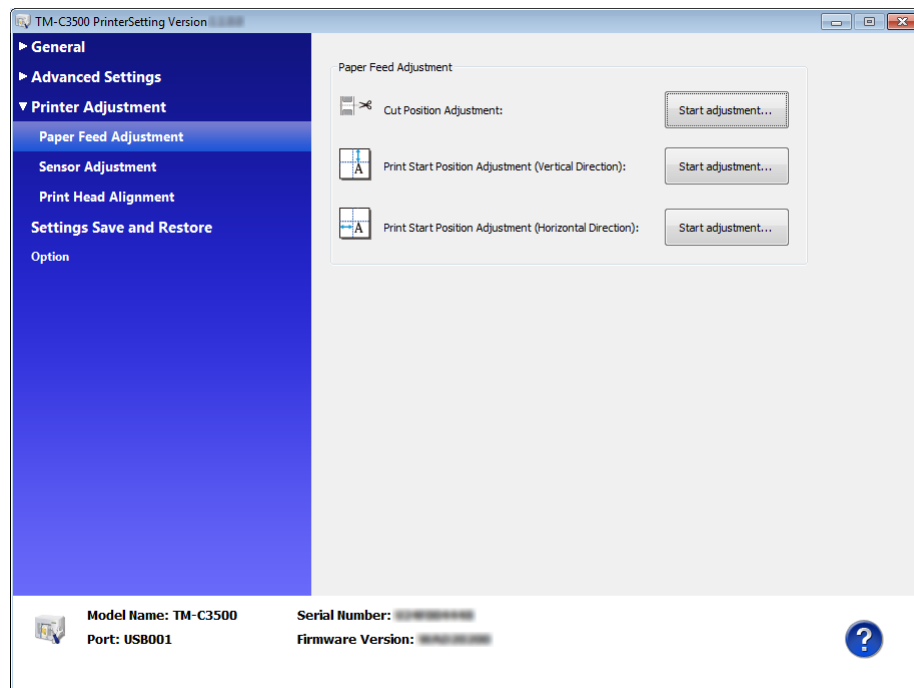 TM-C3500 PrinterSetting Version
General
Advanced Settings
Printer Adjustment
Paper Feed Adjustment
Sensor Adjustment
Print Head Alignment
Settings Save and Restore
Option
Paper Feed Adjustment
Cut Position Adjustment: Start adjustment...
A Print Start Position Adjustment (Vertical Direction): Start adjustment...
A Print Start Position Adjustment (Horizontal Direction): Start adjustment...
Model Name: TM-C3500 Serial Number:
Port: USB001 Firmware Version:
?